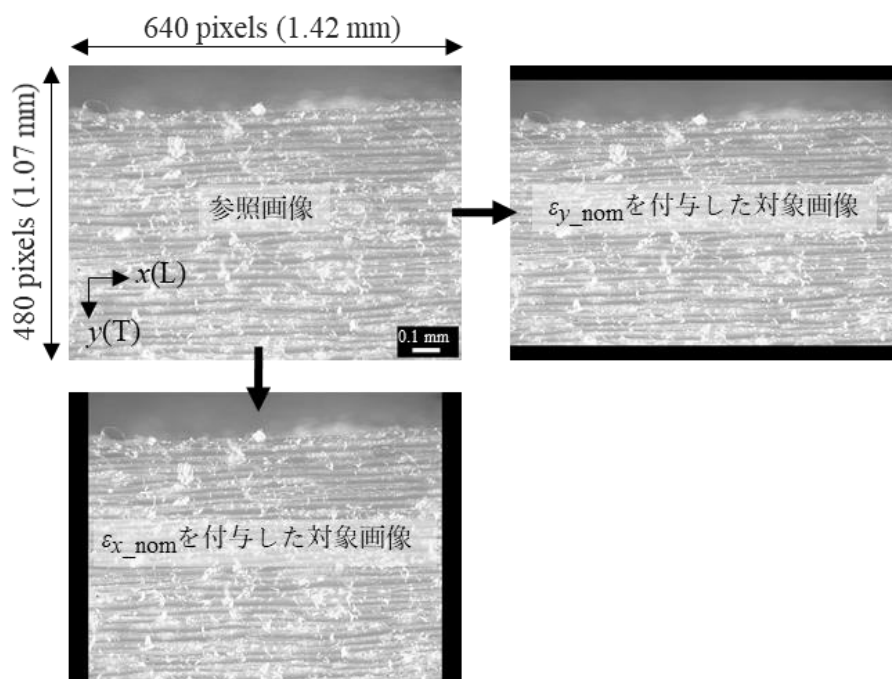 640 pixels (1.42 mm)
480 pixels (1.07 mm)
参照画像
x(L)
y(T)
0.1 mm
εy_nomを付与した対象画像
εx_nomを付与した対象画像